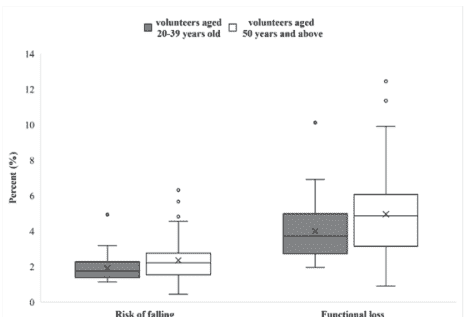 volunteers aged
20-39 years old
volunteers aged
50 years and above
14
12
10
8
6
4
2
0
Percent (%)
Risk of falling
Functional loss